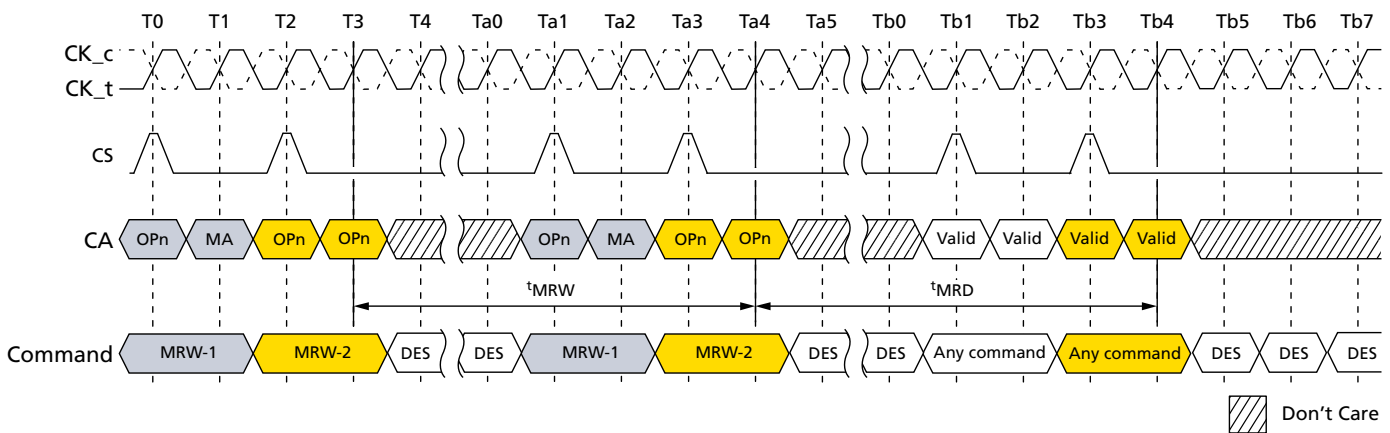 T0 T1 T2 T3 T4 Ta0 Ta1 Ta2 Ta3 Ta4 Ta5 Tb0 Tb1 Tb2 Tb3 Tb4 Tb5 Tb6 Tb7
CK_c
CK_t
CS
CA OPn MA OPn OPn OPn MA OPn OPn Valid Valid Valid Valid
tMRW tMRD
Command MRW-1 MRW-2 DES DES MRW-1 MRW-2 DES DES Any command Any command DES DES DES
Don't Care